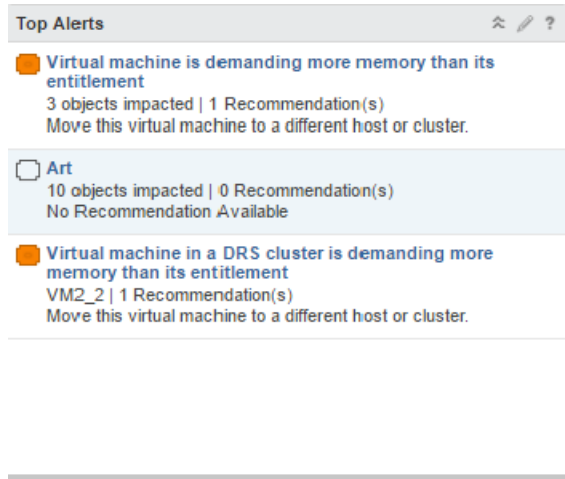 Top Alerts ?
Virtual machine is demanding more memory than its
entitlement
3 objects impacted | 1 Recommendation(s)
Move this virtual machine to a different host or cluster.
Art
10 objects impacted | 0 Recommendation(s)
No Recommendation Available
Virtual machine in a DRS cluster is demanding more
memory than its entitlement
VM2_2 | 1 Recommendation(s)
Move this virtual machine to a different host or cluster.